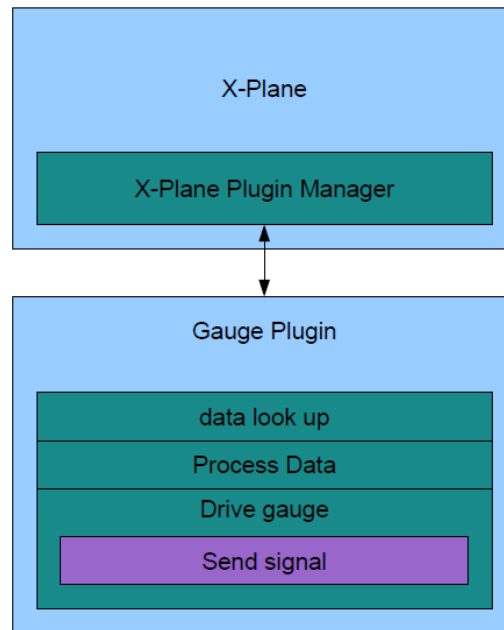 X-Plane
X-Plane Plugin Manager
Gauge Plugin
data look up
Process Data
Drive gauge
Send signal